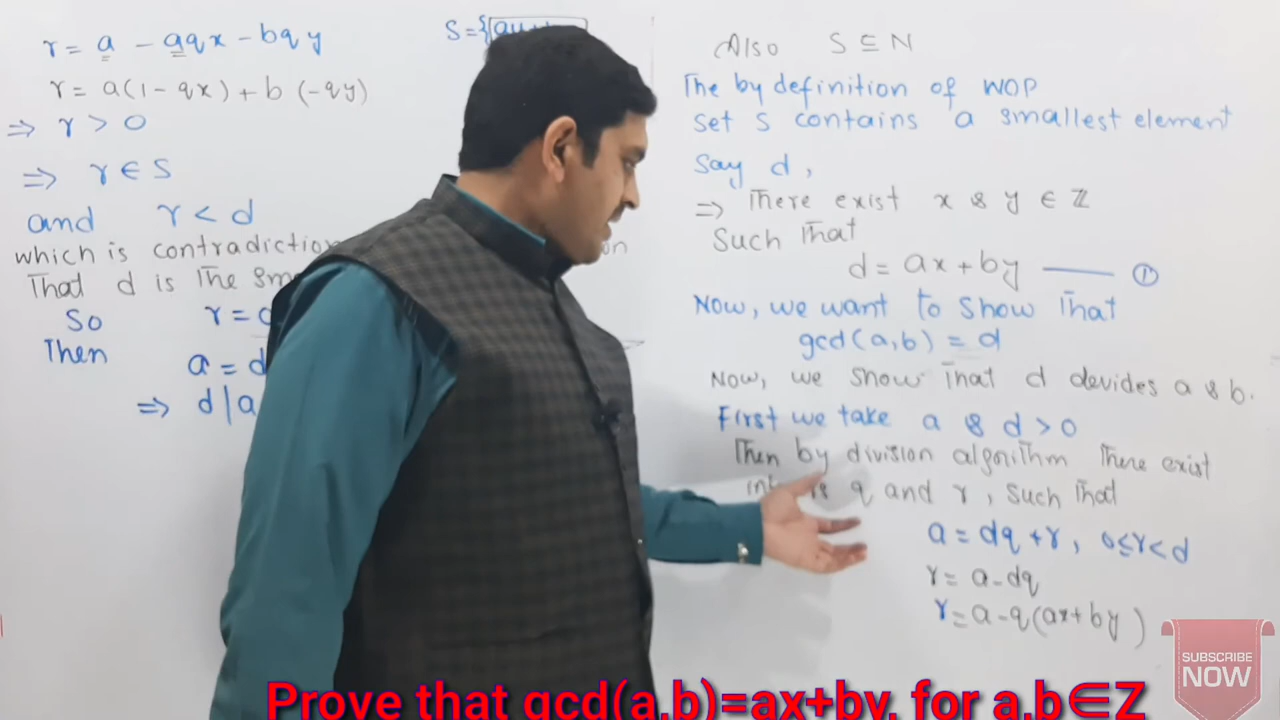 r = a - aqx - bqy
r = a(1 - qx) + b (-qy)
⇒ r > 0
⇒ r ∈ S
and r < d
which is contradiction
That d is The
So r =
Then a = d
⇒ d|a
S = {
Also S ⊆ N
The by definition of WOP
set S contains a smallest element
Say d,
⇒ There exist x & y ∈ ℤ
Such That
d = ax + by —— ①
Now, we want to show That
gcd(a,b) = d
Now, we show That d devides a & b.
First we take a & d > 0
Then by division algorithm There exist
q and r, such That
a = dq + r, 0≤r<d
r = a - dq
r = a - q(ax + by)
SUBSCRIBE
NOW
Prove that gcd(a,b)=ax+by, for a,b∈Z